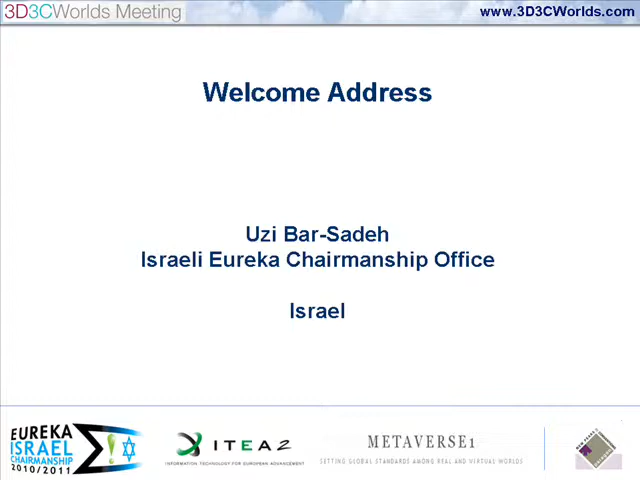 3D3CWorlds Meeting
www.3D3CWorlds.com
Welcome Address
Uzi Bar-Sadeh
Israeli Eureka Chairmanship Office
Israel
EUREKA
ISRAEL
CHAIRMANSHIP
2010/2011
ITEA2
INFORMATION TECHNOLOGY FOR EUROPEAN ADVANCEMENT
METAVERSE1
SETTING GLOBAL STANDARDS AMONG REAL AND VIRTUAL WORLDS